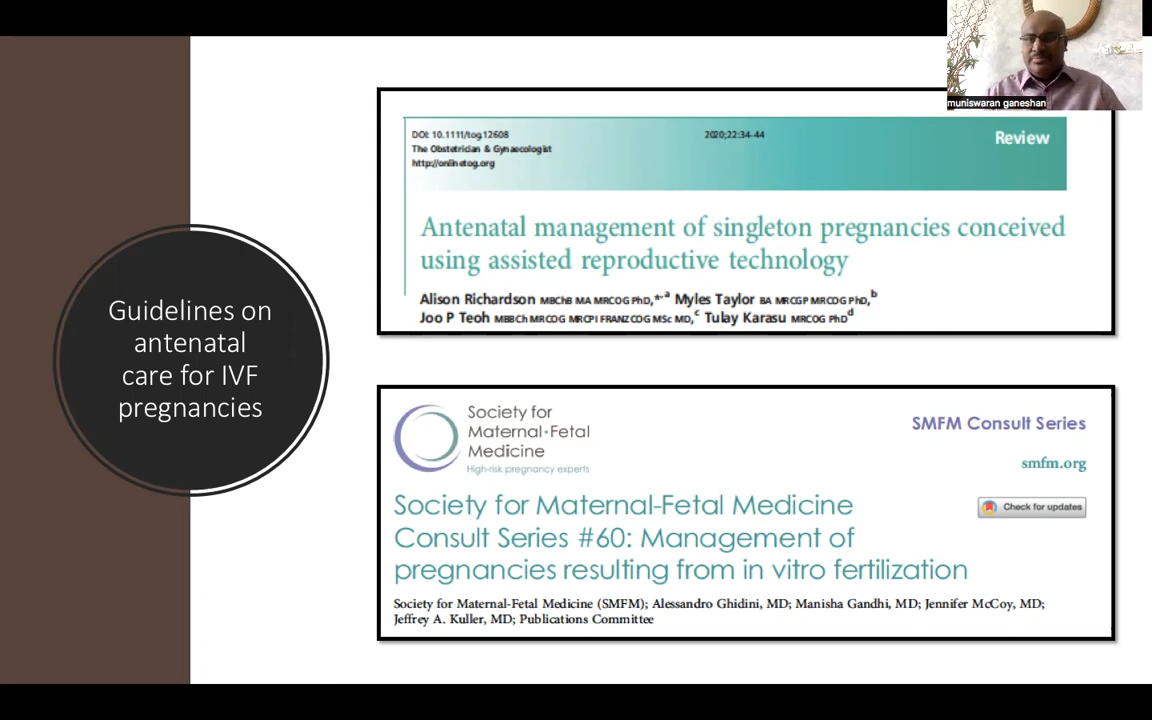 muniswaran ganeshan
Guidelines on
antenatal
care for IVF
pregnancies
DOI: 10.1111/tog.12608
The Obstetrician & Gynaecologist
http://onlinetog.org
2020;22:34-44
Review
Antenatal management of singleton pregnancies conceived
using assisted reproductive technology
Alison Richardson MBChB MA MRCOG PhD,*,a Myles Taylor BA MRCGP MRCOG PhD,b
Joo P Teoh MBBCh MRCOG MRCPI FRANZCOG MSc MD,c Tulay Karasu MRCOG PhDd
Society for
Maternal·Fetal
Medicine
High-risk pregnancy experts
SMFM Consult Series
smfm.org
Check for updates
Society for Maternal-Fetal Medicine
Consult Series #60: Management of
pregnancies resulting from in vitro fertilization
Society for Maternal-Fetal Medicine (SMFM); Alessandro Ghidini, MD; Manisha Gandhi, MD; Jennifer McCoy, MD;
Jeffrey A. Kuller, MD; Publications Committee